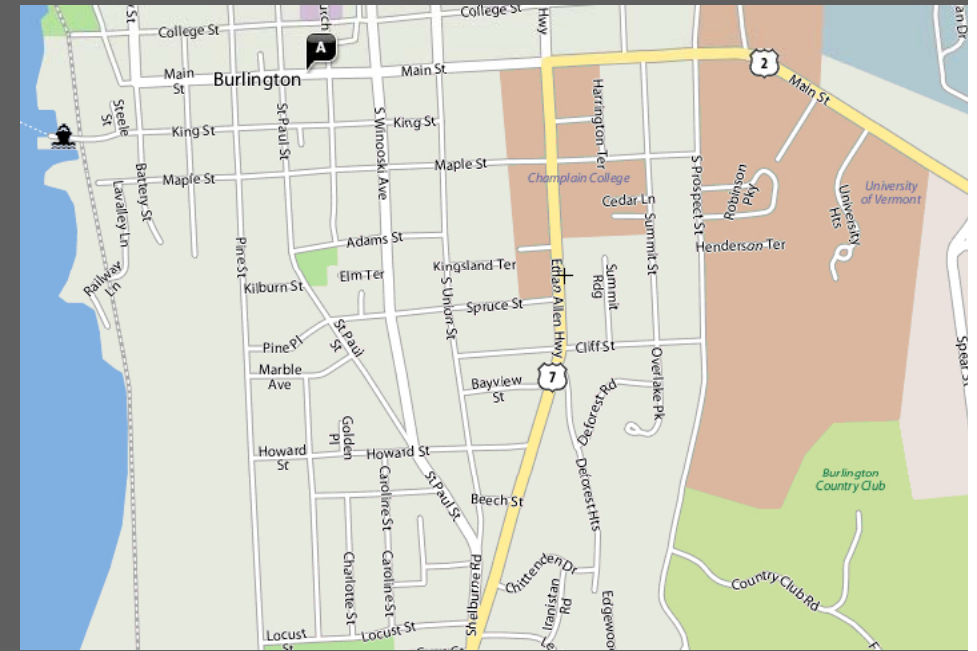 College St
Hwy
College St
A
Main
St
Burlington
Main St
2
Main St
Steele
St
King St
St Paul St
S Winooski Ave
King St
Harrington Ter
Maple St
Battery St
Lavalley Ln
Maple St
Champlain College
S Prospect St
Robinson
Pky
University
of Vermont
University
Hts
Cedar Ln
Summit St
Henderson Ter
Adams St
Pine St
Railway
Ln
Kilburn St
Elm Ter
Kingsland Ter
S Union St
Ethan Allen Hwy
Summit
Rdg
Spruce St
Pine Pl
St Paul
St
Cliff St
Marble
Ave
Bayview
St
7
Overlake Pk
Deforest Rd
Spear St
Golden
Pl
Howard
St
Howard St
Caroline St
St Paul St
Beech St
Deforest Hts
Burlington
Country Club
Charlotte St
Caroline St
Shelburne Rd
Chittenden Dr
Iranistan
Rd
Country Club Rd
Locust
St
Locust St